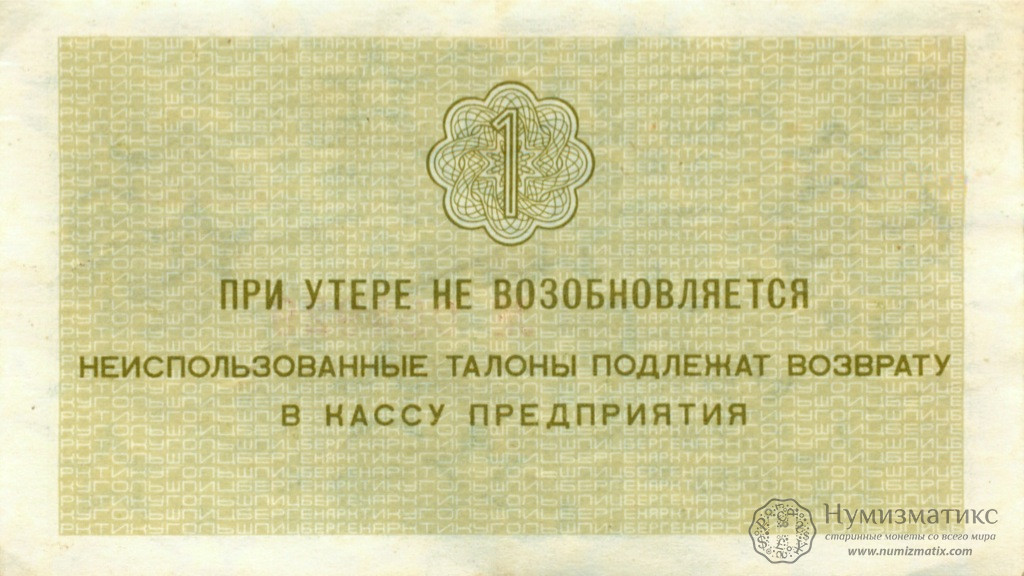 1
ПРИ УТЕРЕ НЕ ВОЗОБНОВЛЯЕТСЯ
НЕИСПОЛЬЗОВАННЫЕ ТАЛОНЫ ПОДЛЕЖАТ ВОЗВРАТУ
В КАССУ ПРЕДПРИЯТИЯ
Нумизматикс
старинные монеты со всего мира
www.numizmatix.com